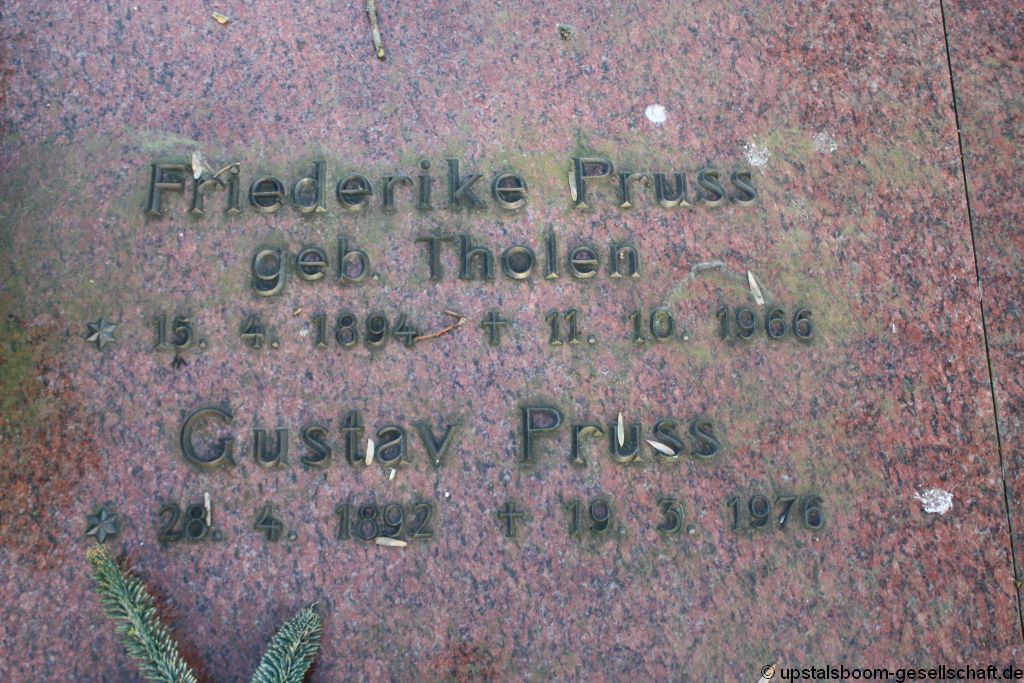 Friederike Pruss
geb. Tholen
* 15. 4. 1894 † 11. 10. 1966
Gustav Pruss
* 28. 4. 1892 † 19. 3. 1976
© upstalsboom-gesellschaft.de